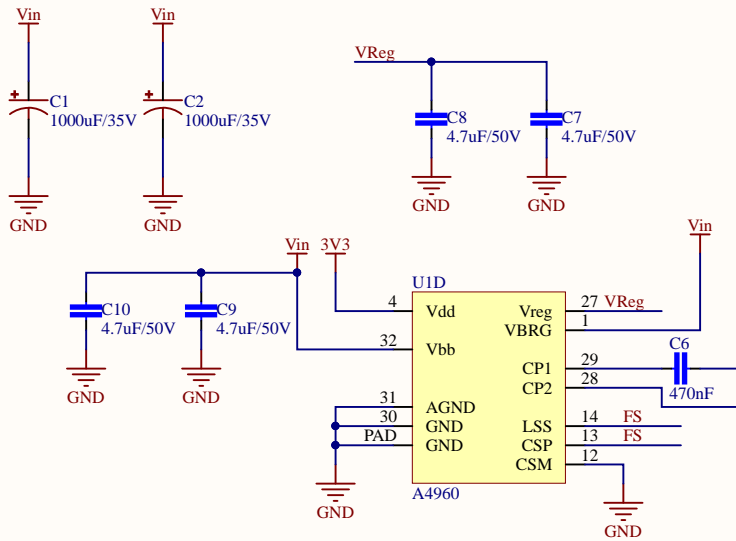 Vin
Vin
VReg
C1
1000uF/35V
C2
1000uF/35V
C8
4.7uF/50V
C7
4.7uF/50V
GND
GND
GND
GND
Vin
Vin
3V3
U1D
C10
4.7uF/50V
C9
4.7uF/50V
4
Vdd
Vreg
27
VReg
VBRG
1
32
Vbb
C6
CP1
29
CP2
28
470nF
GND
GND
31
AGND
30
GND
LSS
14
FS
PAD
GND
CSP
13
FS
CSM
12
A4960
GND
GND